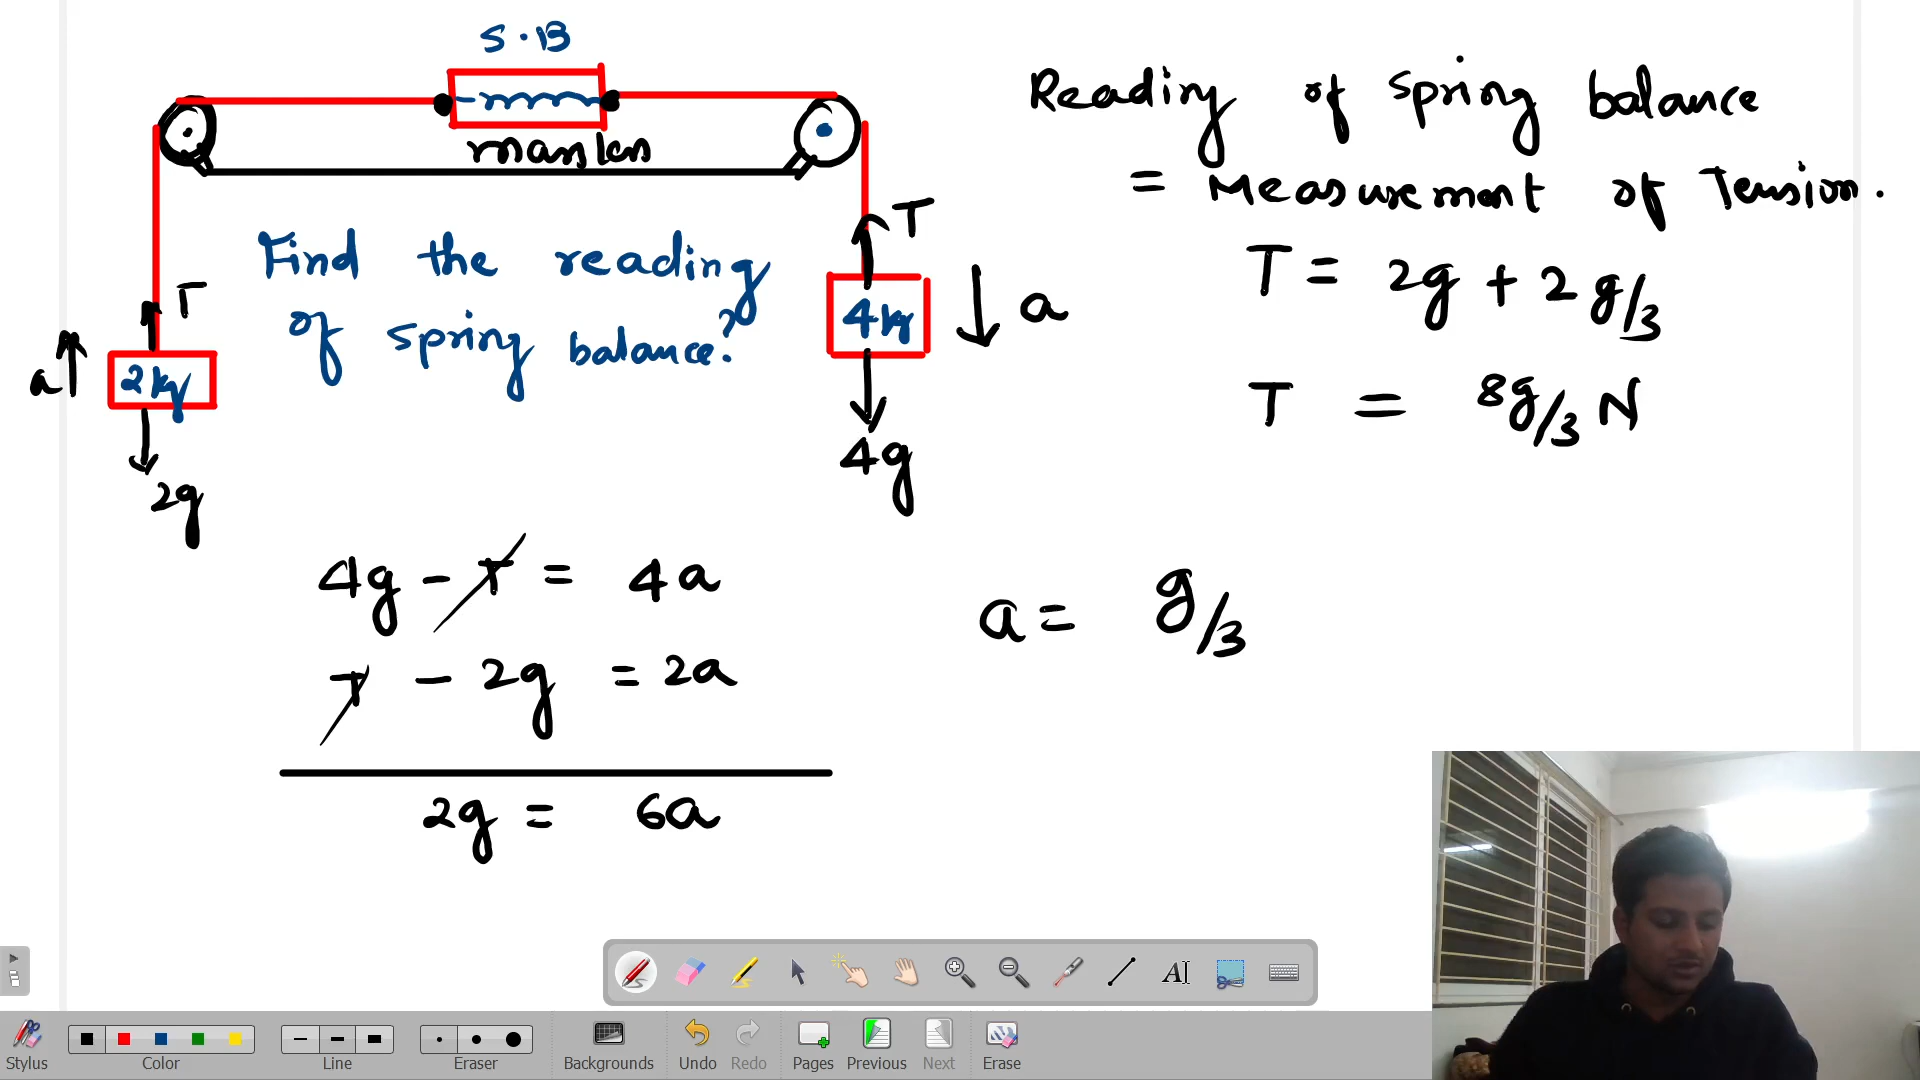 S.B
massless
Find the reading
of spring balance?
T
a
2kg
2g
T
4kg
a
4g
Reading of spring balance
= Measurement of Tension.
T = 2g + 2g/3
T = 8g/3 N
4g - T = 4a
T - 2g = 2a
2g = 6a
a = g/3
Stylus
Color
Line
Eraser
Backgrounds
Undo
Redo
Pages
Previous
Next
Erase